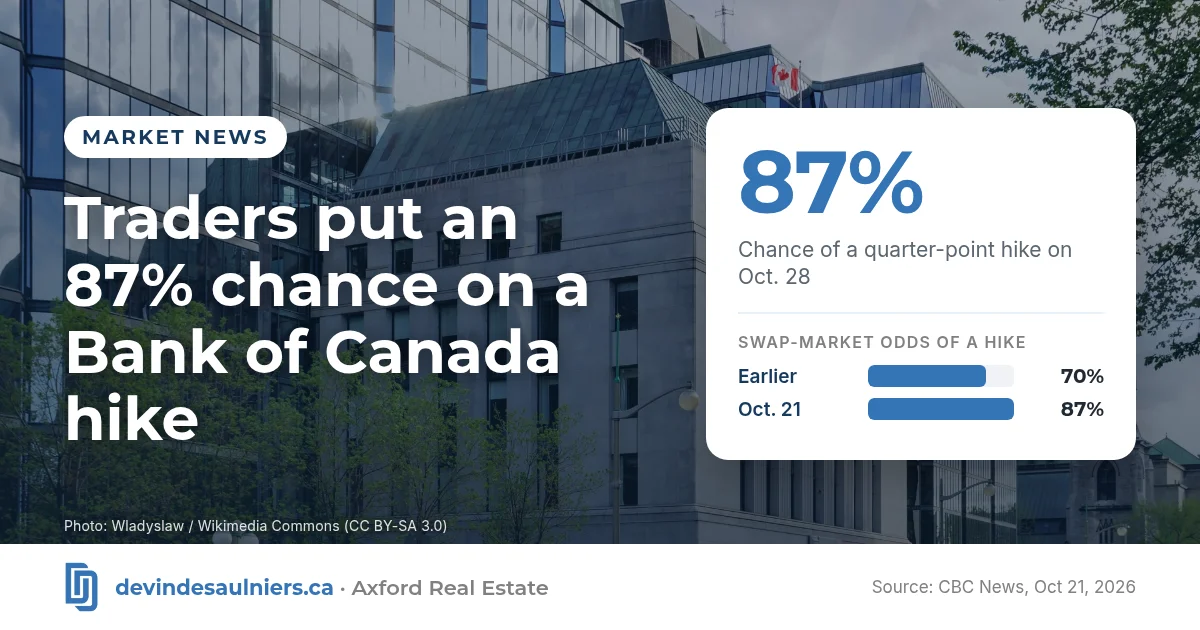 MARKET NEWS
Traders put an
87% chance on a
Bank of Canada
hike
Photo: Wladyslaw / Wikimedia Commons (CC BY-SA 3.0)
87%
Chance of a quarter-point hike on
Oct. 28
SWAP-MARKET ODDS OF A HIKE
Earlier 70%
Oct. 21 87%
devindesaulniers.ca · Axford Real Estate
Source: CBC News, Oct 21, 2026